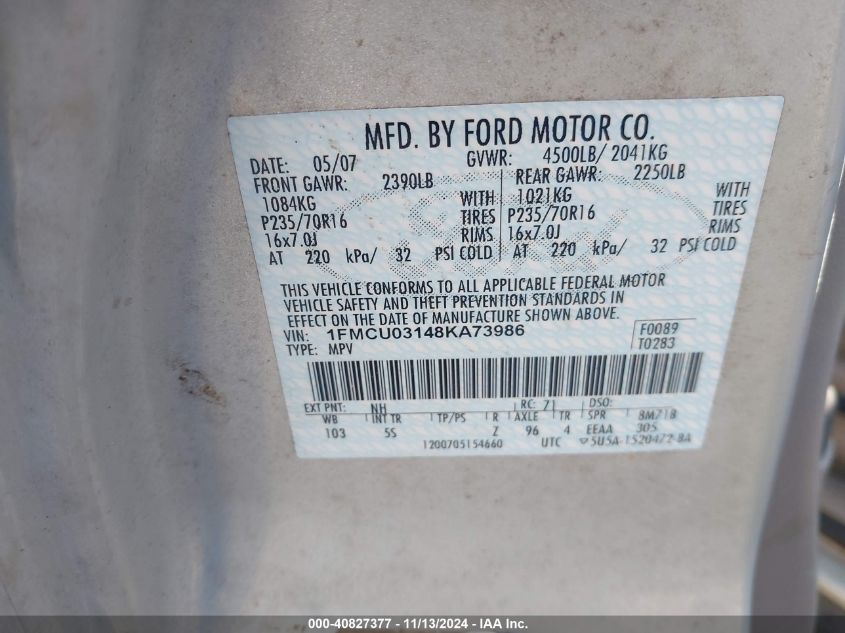 MFD. BY FORD MOTOR CO.
DATE: 05/07 GVWR: 4500LB/ 2041KG
FRONT GAWR: 2390LB REAR GAWR: 2250LB
1084KG WITH 1021KG WITH
P235/70R16 TIRES P235/70R16 TIRES
16x7.0J RIMS 16x7.0J RIMS
AT 220 kPa/ 32 PSI COLD AT 220 kPa/ 32 PSI COLD
THIS VEHICLE CONFORMS TO ALL APPLICABLE FEDERAL MOTOR
VEHICLE SAFETY AND THEFT PREVENTION STANDARDS IN
EFFECT ON THE DATE OF MANUFACTURE SHOWN ABOVE.
VIN: 1FMCU03148KA73986 F0089
TYPE: MPV T0283
EXT PNT: NH RC: 71 DSO:
WB INT TR TP/PS R AXLE TR SPR 8M71B
103 5S Z 96 4 EEAA 305
1200705154660 UTC 5U5A-1520472-BA
000-40827377 - 11/13/2024 - IAA Inc.